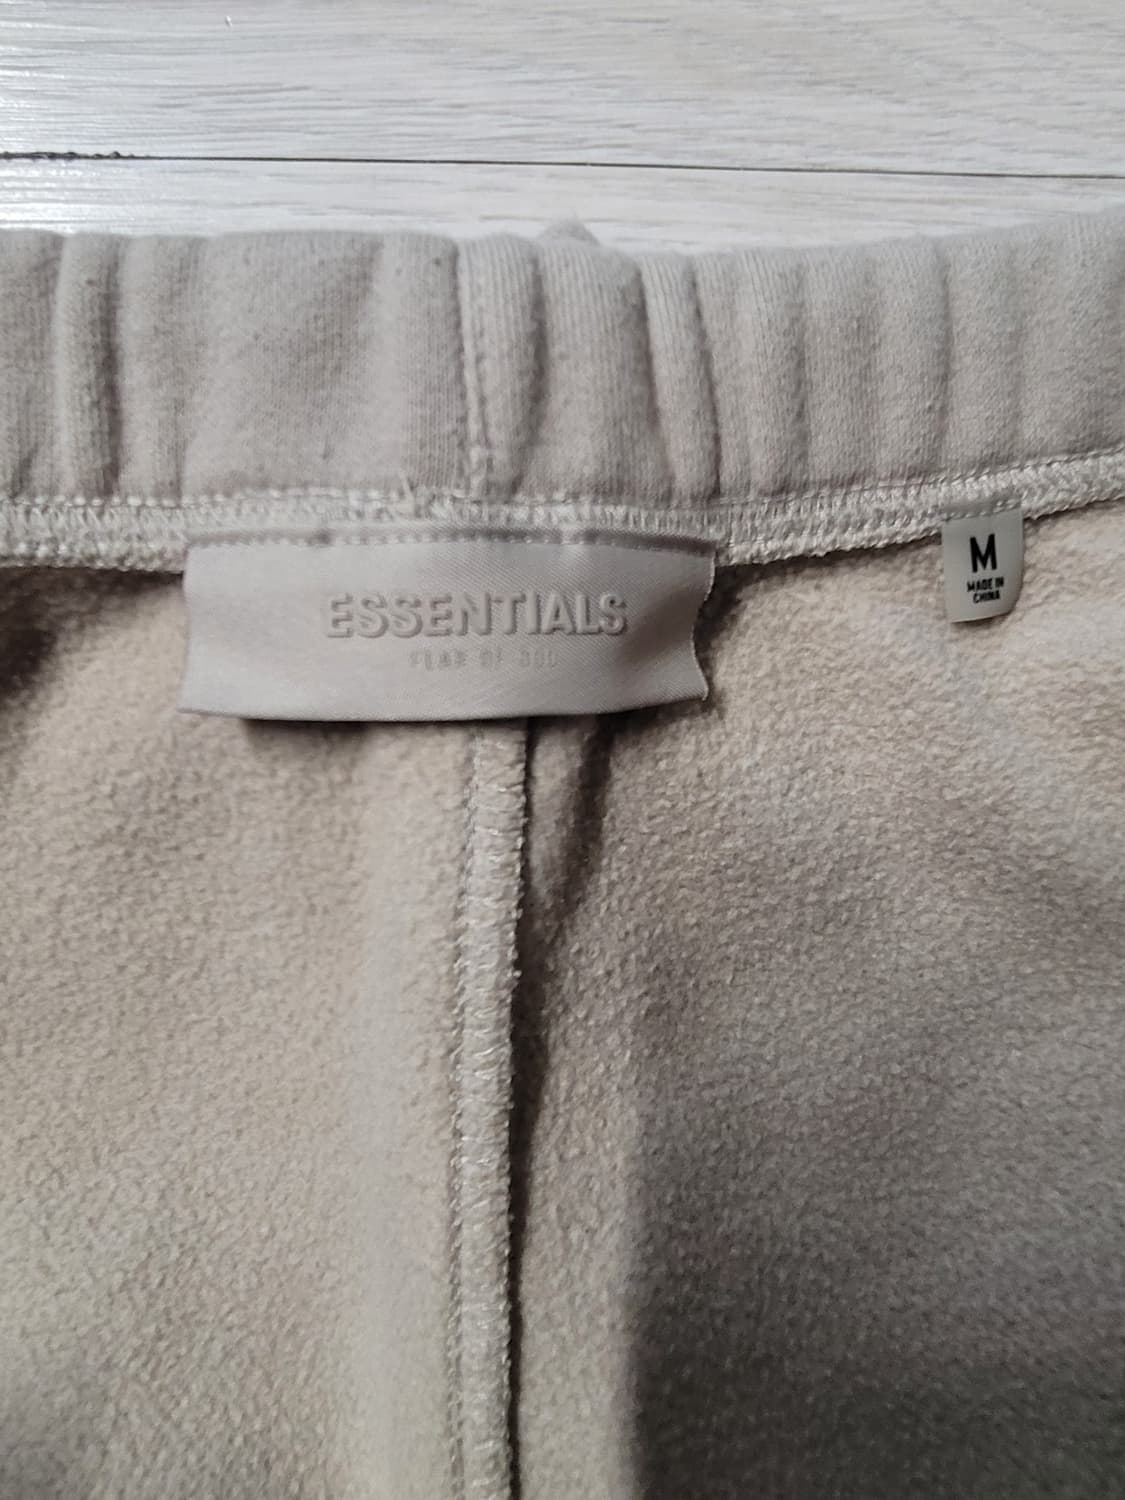 ESSENTIALS
FEAR OF GOD
M
MADE IN
CHINA